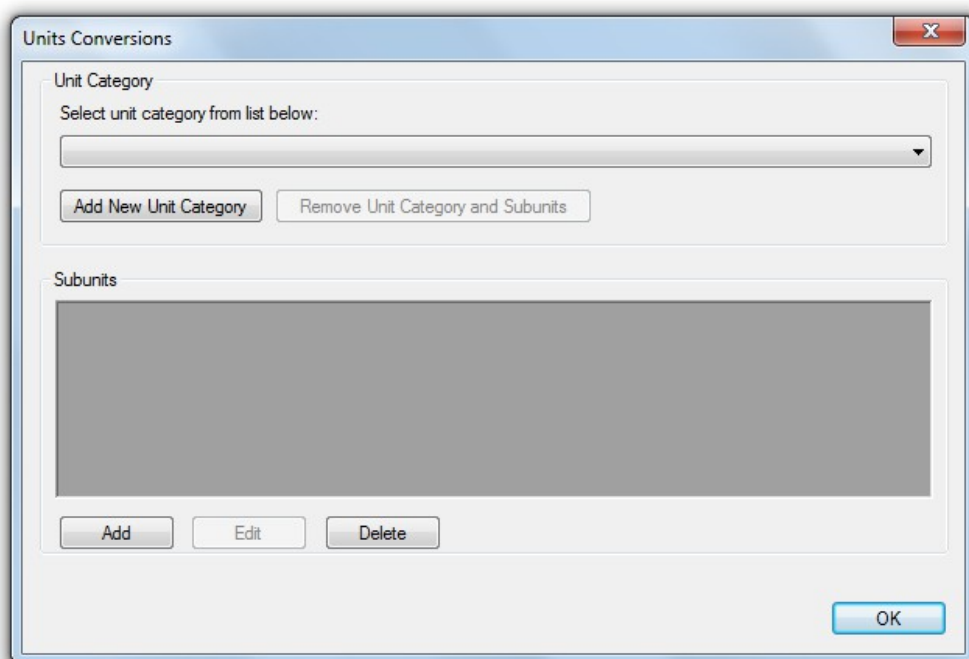 Units Conversions
Unit Category
Select unit category from list below:
Add New Unit Category Remove Unit Category and Subunits
Subunits
Add Edit Delete
OK